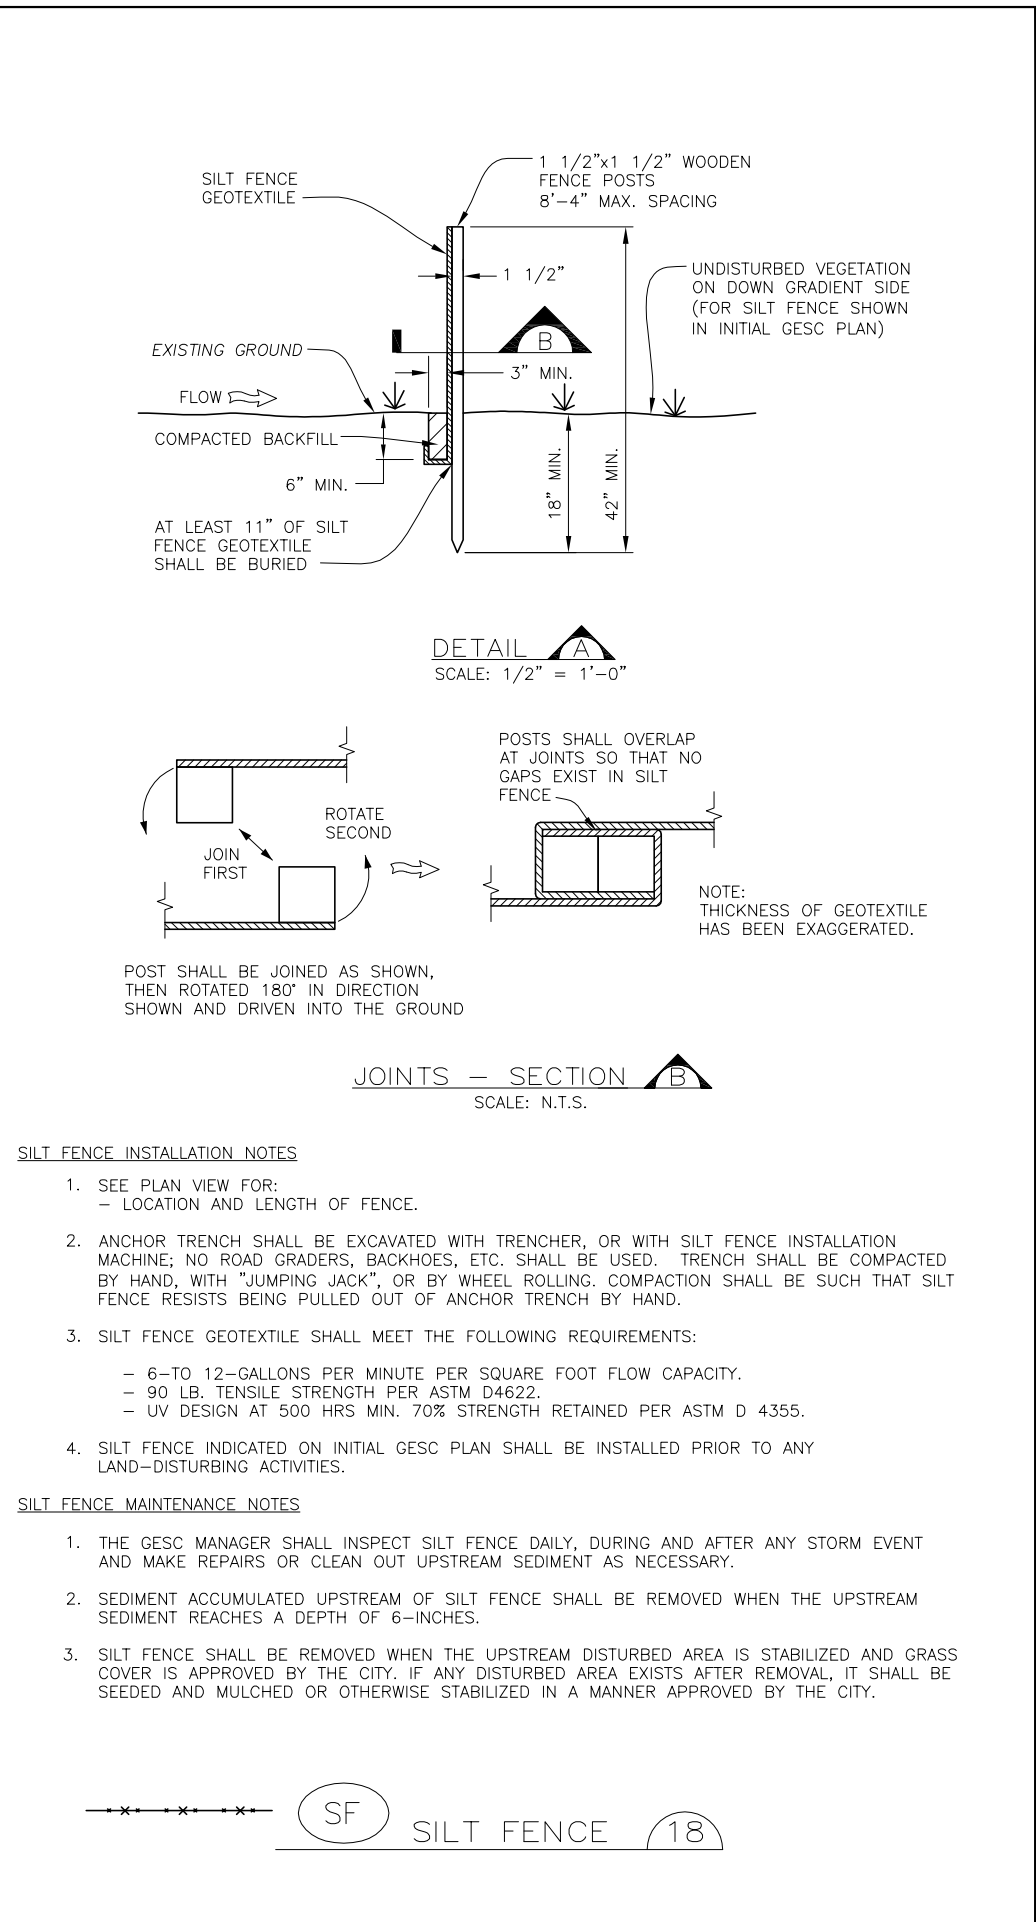 1 1/2"x1 1/2" WOODEN
FENCE POSTS
8'-4" MAX. SPACING
SILT FENCE
GEOTEXTILE
1 1/2"
UNDISTURBED VEGETATION
ON DOWN GRADIENT SIDE
(FOR SILT FENCE SHOWN
IN INITIAL GESC PLAN)
B
EXISTING GROUND
3" MIN.
FLOW
COMPACTED BACKFILL
6" MIN.
18" MIN.
42" MIN.
AT LEAST 11" OF SILT
FENCE GEOTEXTILE
SHALL BE BURIED
DETAIL A
SCALE: 1/2" = 1'-0"
POSTS SHALL OVERLAP
AT JOINTS SO THAT NO
GAPS EXIST IN SILT
FENCE
ROTATE
SECOND
JOIN
FIRST
NOTE:
THICKNESS OF GEOTEXTILE
HAS BEEN EXAGGERATED.
POST SHALL BE JOINED AS SHOWN,
THEN ROTATED 180° IN DIRECTION
SHOWN AND DRIVEN INTO THE GROUND
JOINTS - SECTION B
SCALE: N.T.S.
SILT FENCE INSTALLATION NOTES
1. SEE PLAN VIEW FOR:
- LOCATION AND LENGTH OF FENCE.
2. ANCHOR TRENCH SHALL BE EXCAVATED WITH TRENCHER, OR WITH SILT FENCE INSTALLATION
MACHINE; NO ROAD GRADERS, BACKHOES, ETC. SHALL BE USED. TRENCH SHALL BE COMPACTED
BY HAND, WITH "JUMPING JACK", OR BY WHEEL ROLLING. COMPACTION SHALL BE SUCH THAT SILT
FENCE RESISTS BEING PULLED OUT OF ANCHOR TRENCH BY HAND.
3. SILT FENCE GEOTEXTILE SHALL MEET THE FOLLOWING REQUIREMENTS:
- 6-TO 12-GALLONS PER MINUTE PER SQUARE FOOT FLOW CAPACITY.
- 90 LB. TENSILE STRENGTH PER ASTM D4622.
- UV DESIGN AT 500 HRS MIN. 70% STRENGTH RETAINED PER ASTM D 4355.
4. SILT FENCE INDICATED ON INITIAL GESC PLAN SHALL BE INSTALLED PRIOR TO ANY
LAND-DISTURBING ACTIVITIES.
SILT FENCE MAINTENANCE NOTES
1. THE GESC MANAGER SHALL INSPECT SILT FENCE DAILY, DURING AND AFTER ANY STORM EVENT
AND MAKE REPAIRS OR CLEAN OUT UPSTREAM SEDIMENT AS NECESSARY.
2. SEDIMENT ACCUMULATED UPSTREAM OF SILT FENCE SHALL BE REMOVED WHEN THE UPSTREAM
SEDIMENT REACHES A DEPTH OF 6-INCHES.
3. SILT FENCE SHALL BE REMOVED WHEN THE UPSTREAM DISTURBED AREA IS STABILIZED AND GRASS
COVER IS APPROVED BY THE CITY. IF ANY DISTURBED AREA EXISTS AFTER REMOVAL, IT SHALL BE
SEEDED AND MULCHED OR OTHERWISE STABILIZED IN A MANNER APPROVED BY THE CITY.
SF
SILT FENCE 18